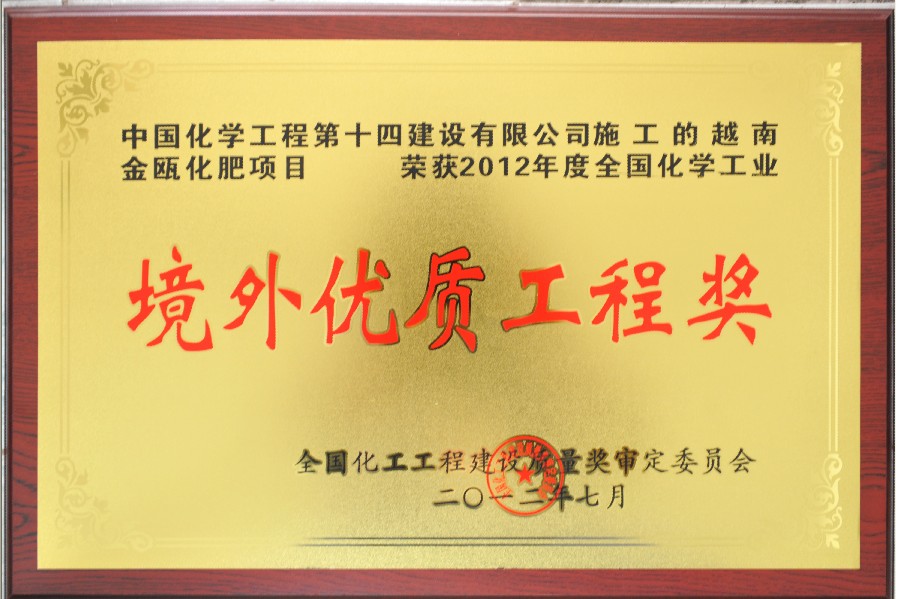 中国化学工程第十四建设有限公司施工的越南
金瓯化肥项目 荣获2012年度全国化学工业
境外优质工程奖
全国化工工程建设质量奖审定委员会
二〇一二年七月